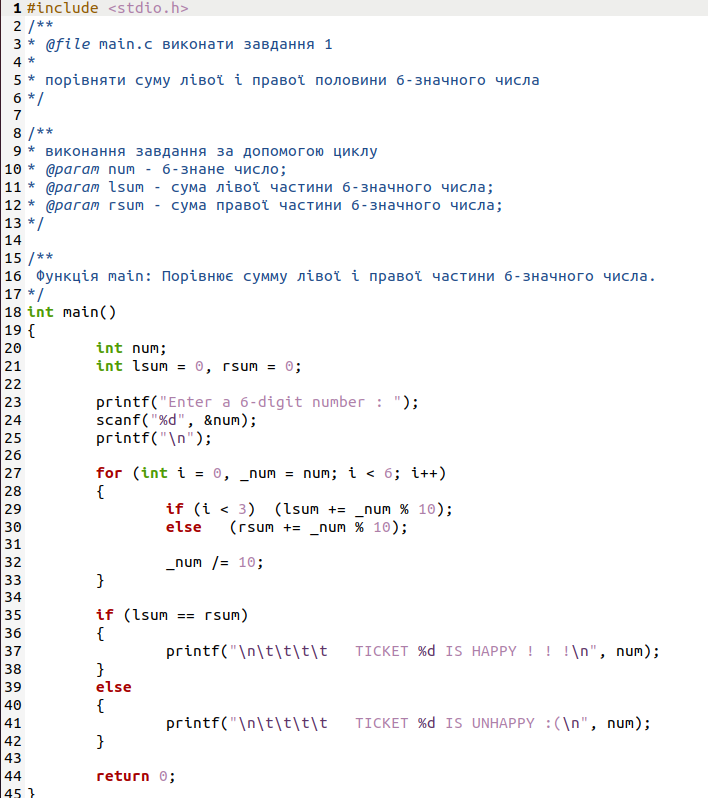 1 #include <stdio.h>
2 /**
3 * @file main.c виконати завдання 1
4 *
5 * порівняти суму лівої і правої половини 6-значного числа
6 */
7
8 /**
9 * виконання завдання за допомогою циклу
10 * @param num - 6-знане число;
11 * @param lsum - сума лівої частини 6-значного числа;
12 * @param rsum - сума правої частини 6-значного числа;
13 */
14
15 /**
16  Функція main: Порівнює сумму лівої і правої частини 6-значного числа.
17 */
18 int main()
19 {
20         int num;
21         int lsum = 0, rsum = 0;
22
23         printf("Enter a 6-digit number : ");
24         scanf("%d", &num);
25         printf("\n");
26
27         for (int i = 0, _num = num; i < 6; i++)
28         {
29                 if (i < 3)  (lsum += _num % 10);
30                 else   (rsum += _num % 10);
31
32                 _num /= 10;
33         }
34
35         if (lsum == rsum)
36         {
37                 printf("\n\t\t\t\t   TICKET %d IS HAPPY ! ! !\n", num);
38         }
39         else
40         {
41                 printf("\n\t\t\t\t   TICKET %d IS UNHAPPY :(\n", num);
42         }
43
44         return 0;
45 }